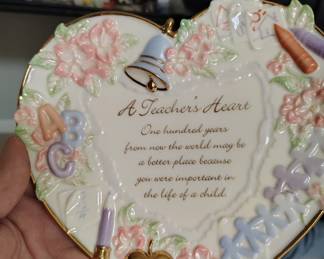 A Teacher's Heart
One hundred years
from now the world may be
a better place because
you were important in
the life of a child.
A B
C